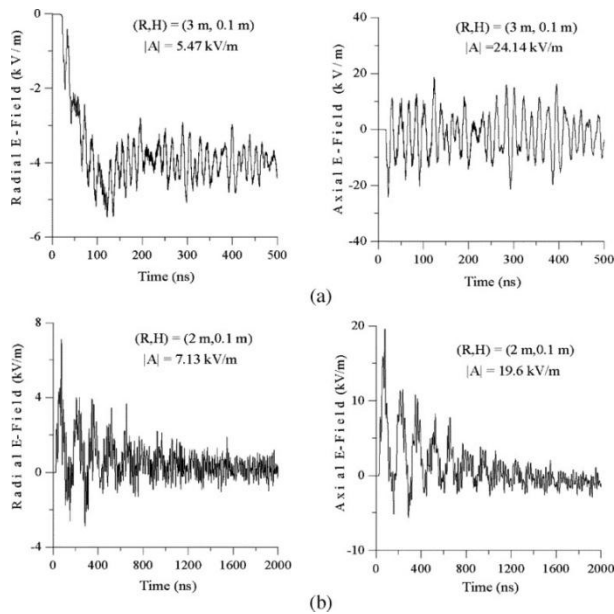 (R,H) = (3 m, 0.1 m)
|A| = 5.47 kV/m
Radial E-Field (kV/m)
0
-2
-4
-6
0 100 200 300 400 500
Time (ns)
(R,H) = (3 m, 0.1 m)
|A| =24.14 kV/m
Axial E-Field (kV/m)
40
20
0
-20
-40
0 100 200 300 400 500
Time (ns)
(a)
(R,H) = (2 m,0.1 m)
|A| = 7.13 kV/m
Radial E-Field (kV/m)
8
4
0
-4
0 400 800 1200 1600 2000
Time (ns)
(R,H) = (2 m,0.1 m)
|A| = 19.6 kV/m
Axial E-Field (kV/m)
20
10
0
-10
0 400 800 1200 1600 2000
Time (ns)
(b)